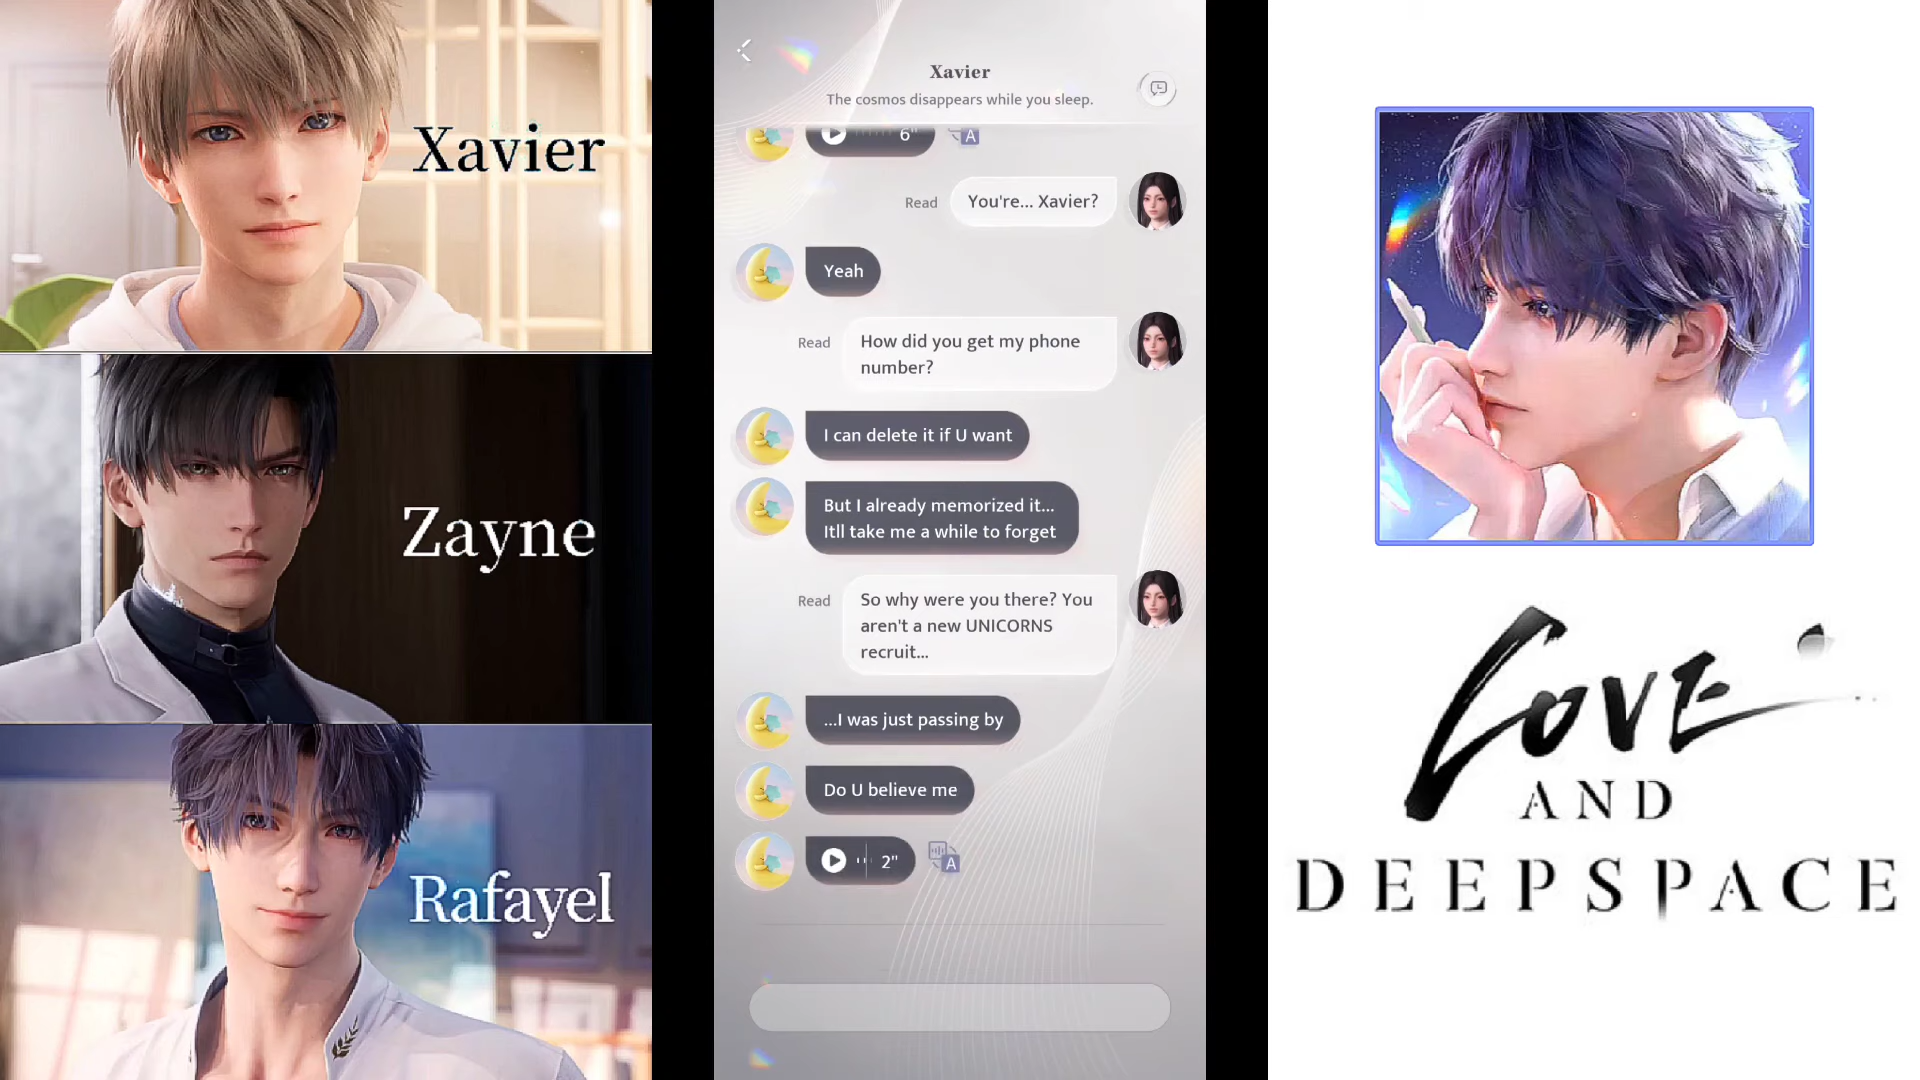 Xavier
Zayne
Rafayel
Xavier
The cosmos disappears while you sleep.
6"
A
Read
You're... Xavier?
Yeah
Read
How did you get my phone
number?
I can delete it if U want
But I already memorized it...
Itll take me a while to forget
Read
So why were you there? You
aren't a new UNICORNS
recruit...
...I was just passing by
Do U believe me
2"
A
LOVE
AND
DEEPSPACE